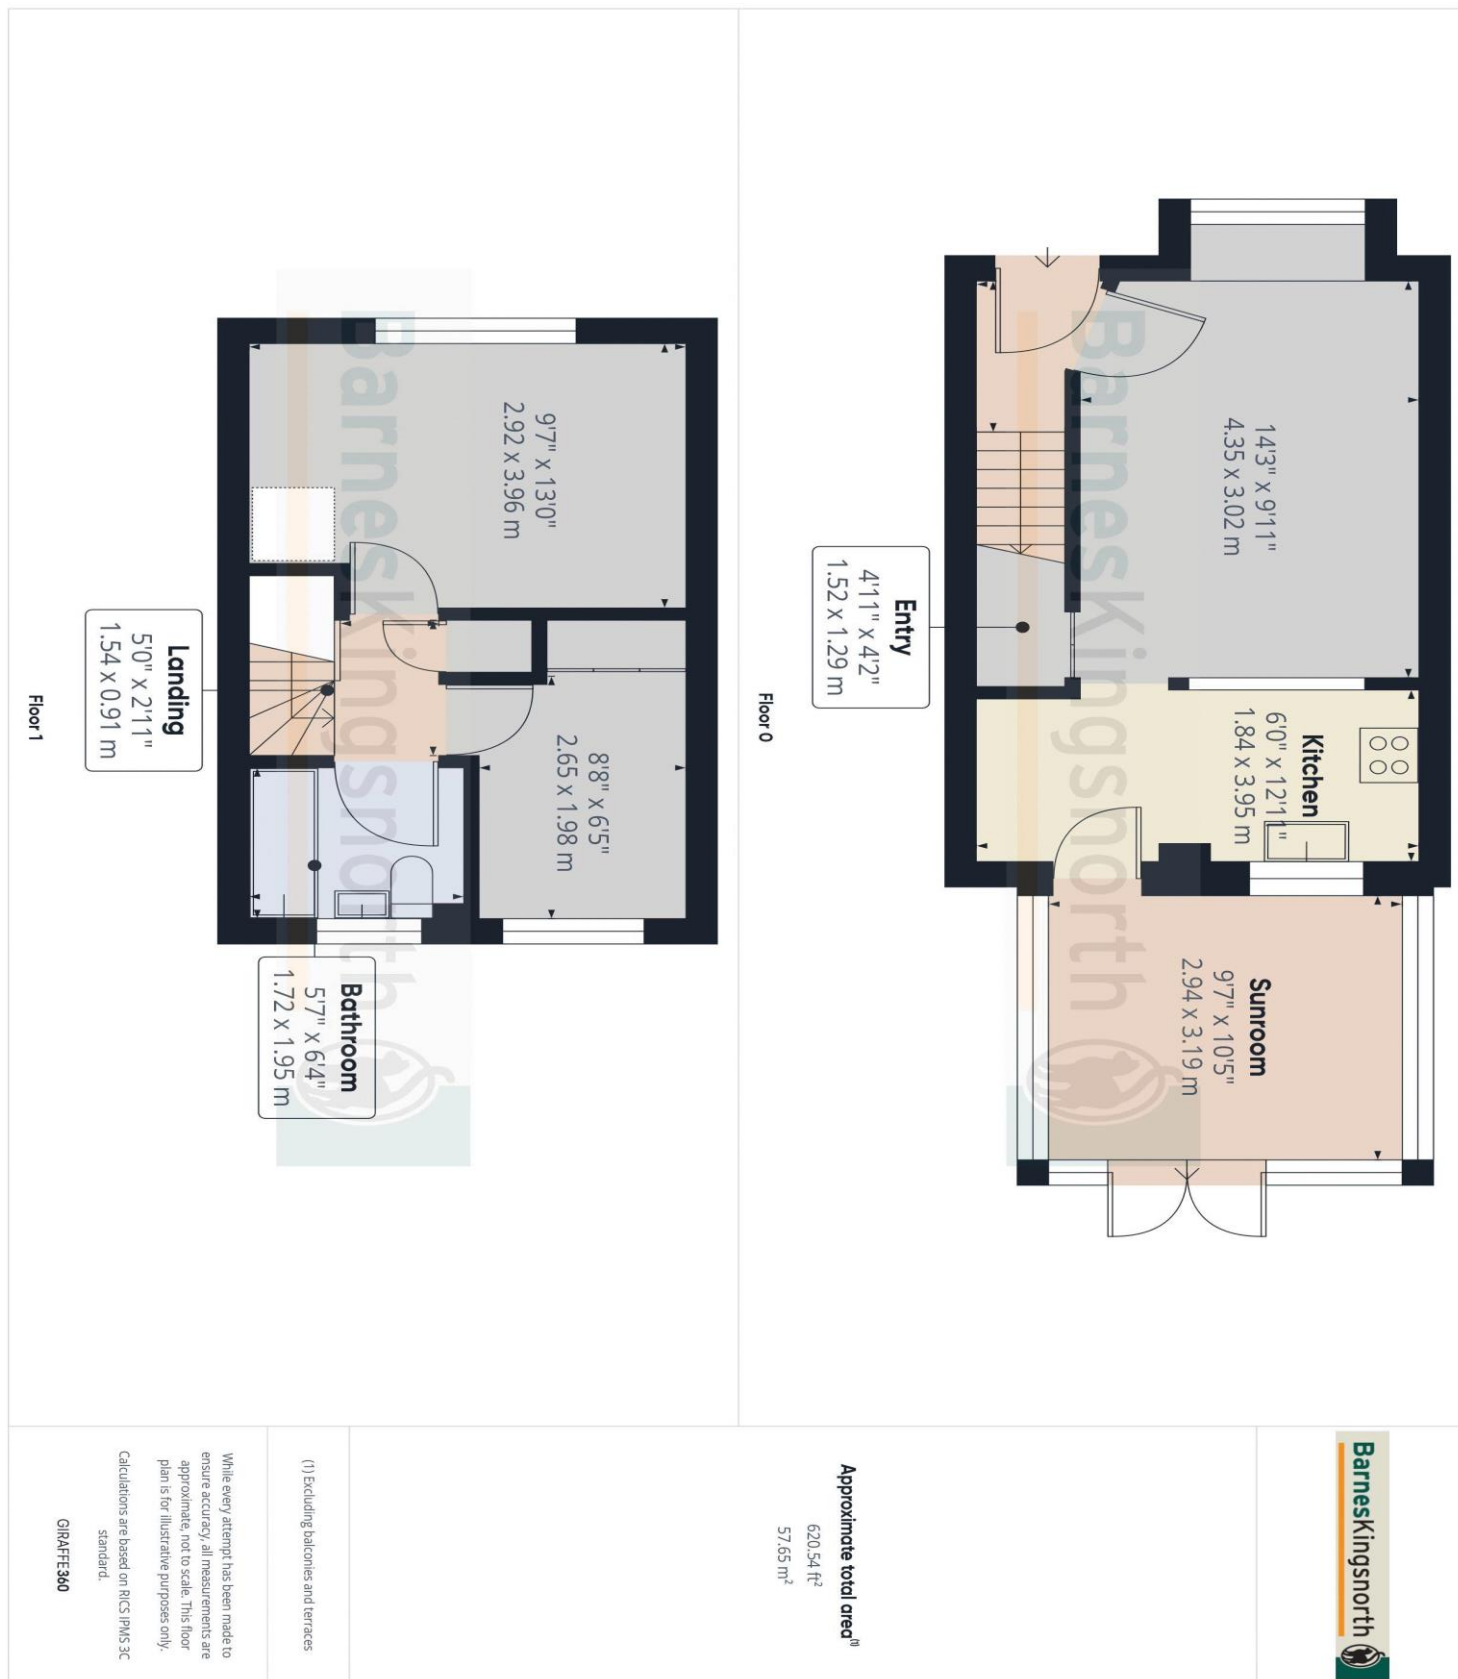 BarnesKingsnorth
14'3" x 9'11"
4.35 x 3.02 m
Kitchen
6'0" x 12'11"
1.84 x 3.95 m
Sunroom
9'7" x 10'5"
2.94 x 3.19 m
Entry
4'11" x 4'2"
1.52 x 1.29 m
BarnesKingsnorth
Floor 0
9'7" x 13'0"
2.92 x 3.96 m
8'8" x 6'5"
2.65 x 1.98 m
Bathroom
5'7" x 6'4"
1.72 x 1.95 m
Landing
5'0" x 2'11"
1.54 x 0.91 m
BarnesKingsnorth
Floor 1
Approximate total area(1)
620.54 ft²
57.65 m²
(1) Excluding balconies and terraces
While every attempt has been made to
ensure accuracy, all measurements are
approximate, not to scale. This floor
plan is for illustrative purposes only.
Calculations are based on RICS IPMS 3C
standard.
GIRAFFE360